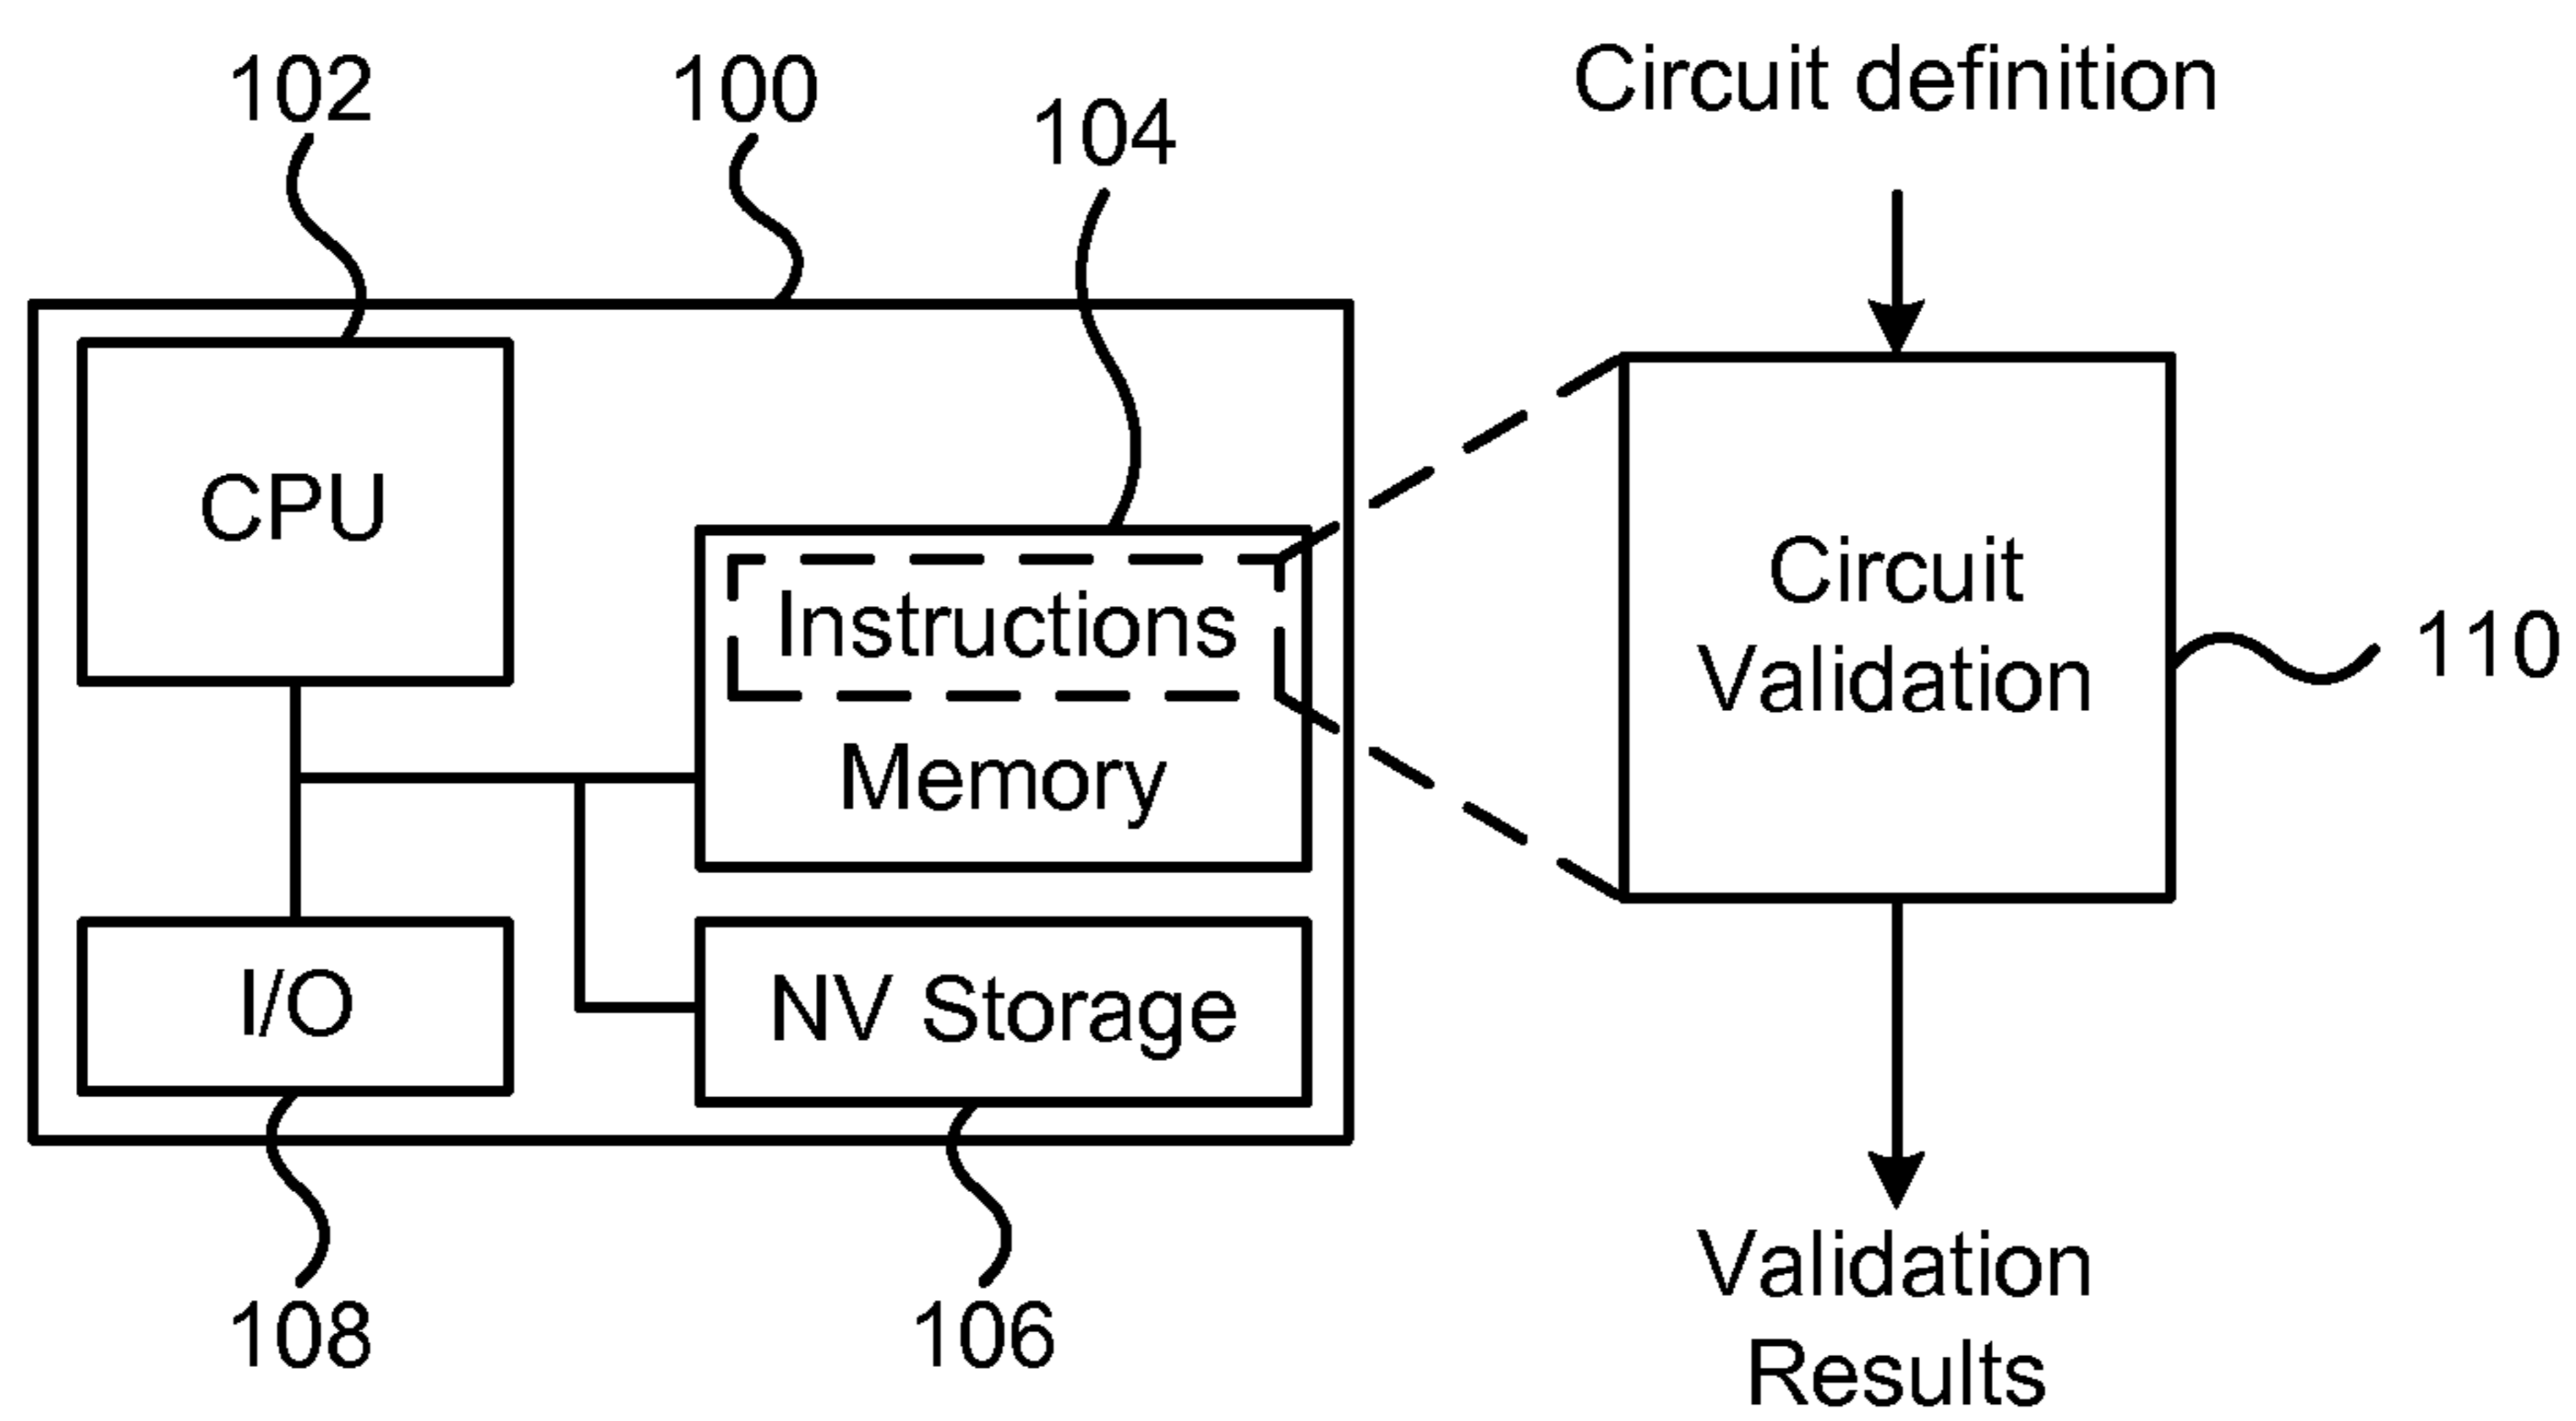 102
100
104
Circuit definition
CPU
Instructions
Memory
Circuit
Validation
110
I/O
NV Storage
108
106
Validation
Results